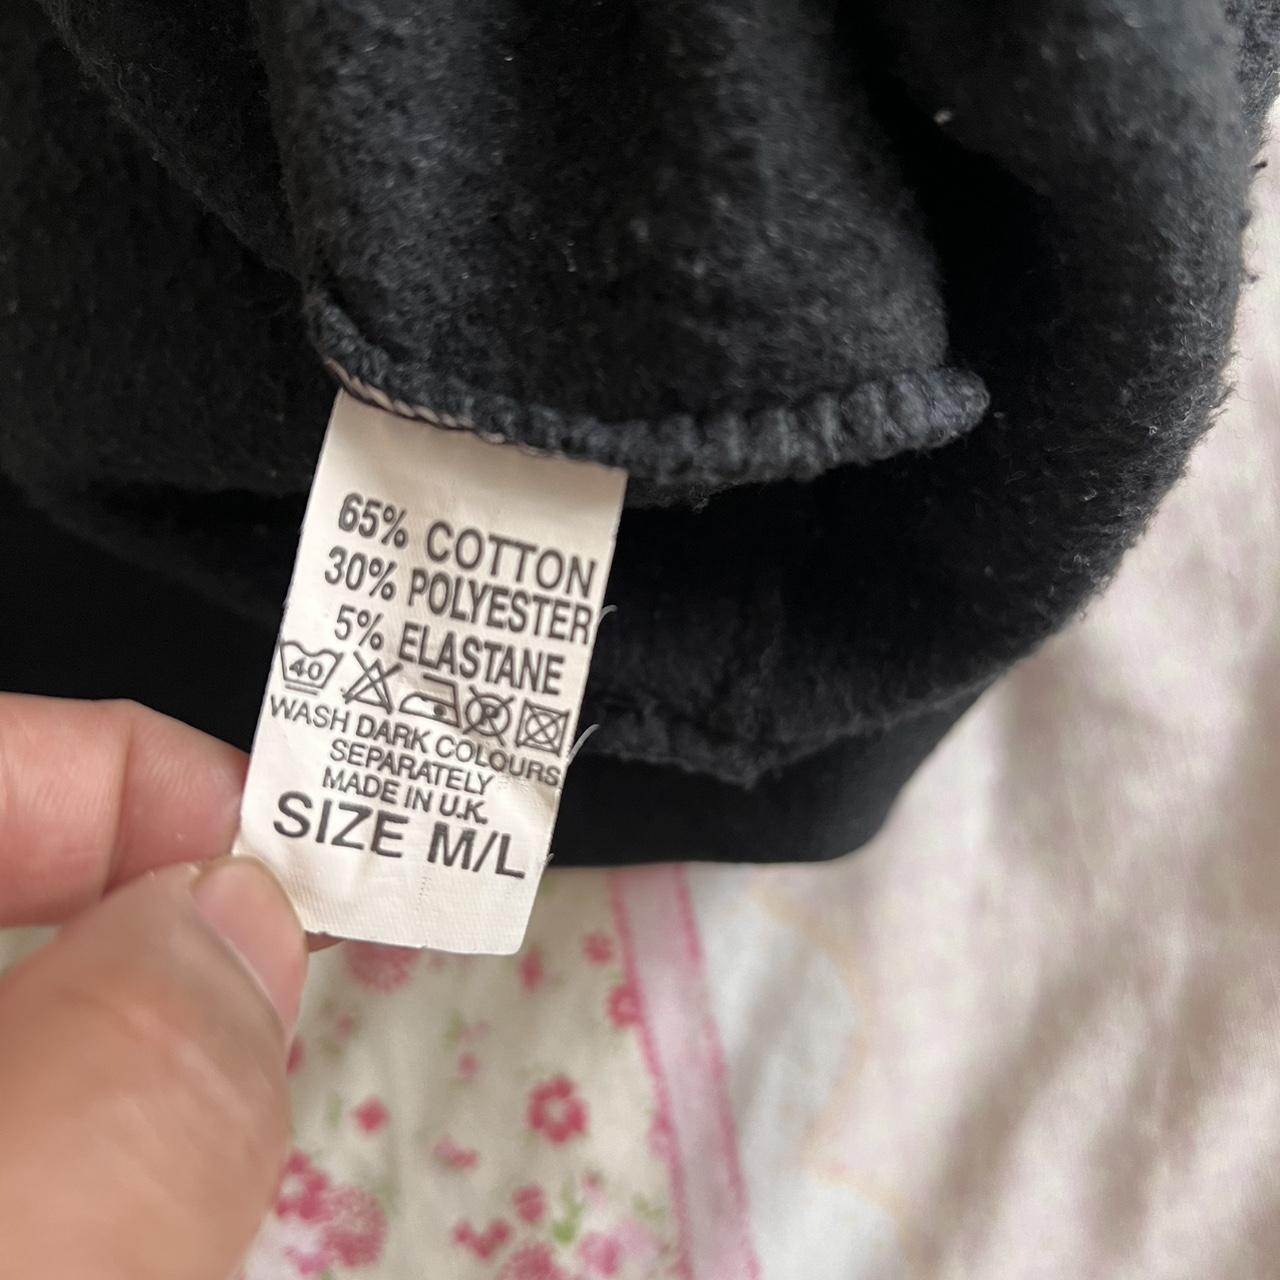 65% COTTON
30% POLYESTER
5% ELASTANE
40
WASH DARK COLOURS
SEPARATELY
MADE IN U.K.
SIZE M/L